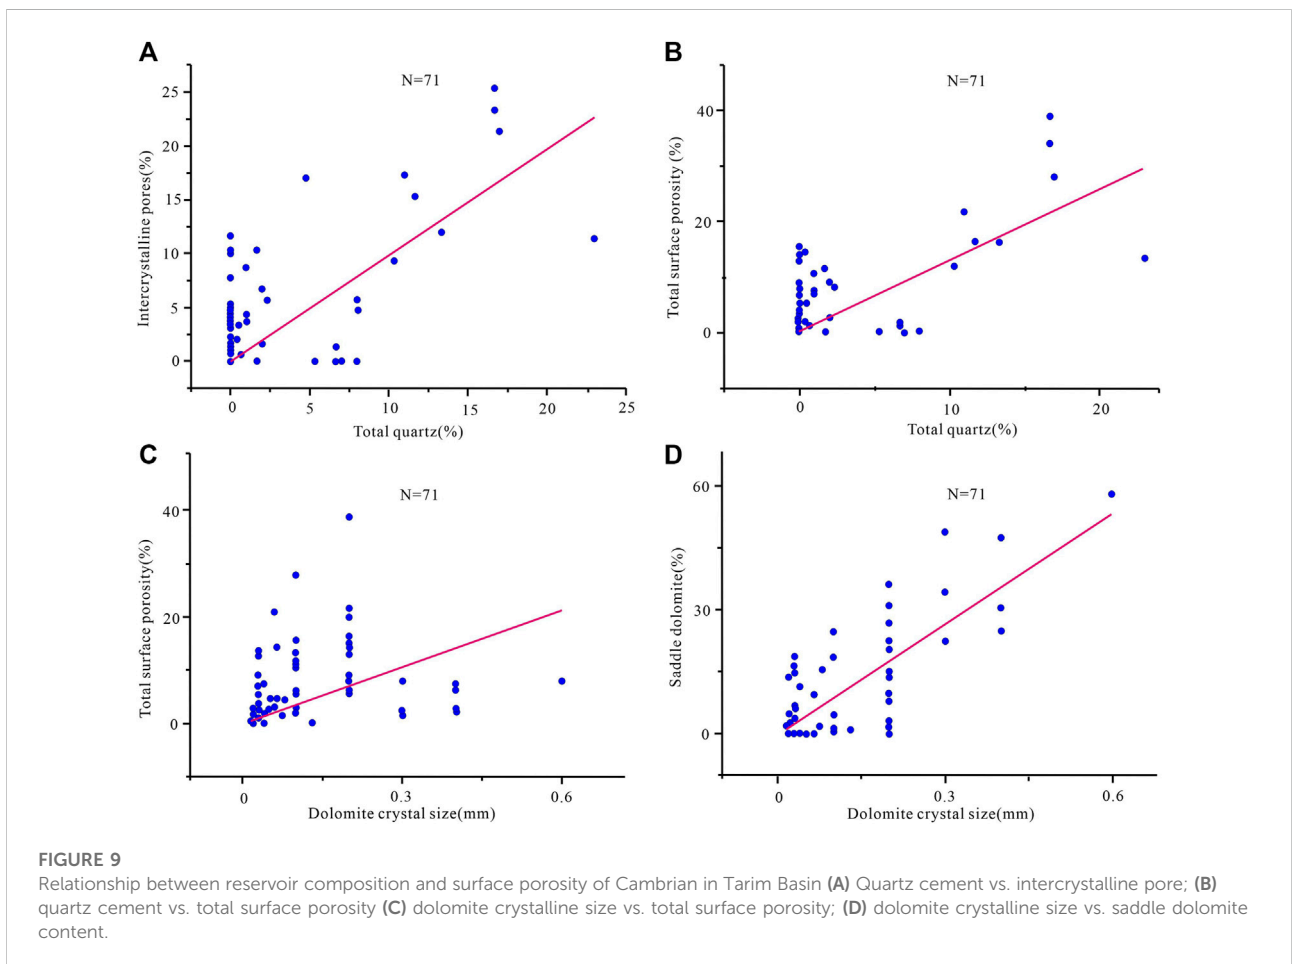 A
B
N=71
N=71
Intercrystalline pores(%)
25
20
15
10
5
0
0 5 10 15 20 25
Total quartz(%)
Total surface porosity (%)
40
20
0
0 10 20
Total quartz(%)
C
D
N=71
N=71
Total surface porosity(%)
40
20
0
0 0.3 0.6
Dolomite crystal size(mm)
Saddle dolomite(%)
60
30
0
0 0.3 0.6
Dolomite crystal size(mm)
FIGURE 9
Relationship between reservoir composition and surface porosity of Cambrian in Tarim Basin (A) Quartz cement vs. intercrystalline pore; (B)
quartz cement vs. total surface porosity (C) dolomite crystalline size vs. total surface porosity; (D) dolomite crystalline size vs. saddle dolomite
content.